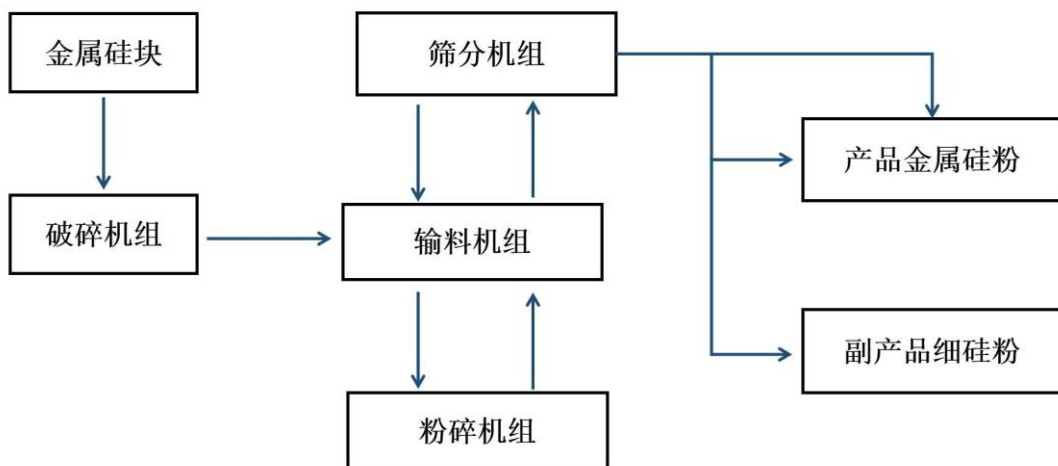 金属硅块
筛分机组
产品金属硅粉
破碎机组
输料机组
副产品细硅粉
粉碎机组